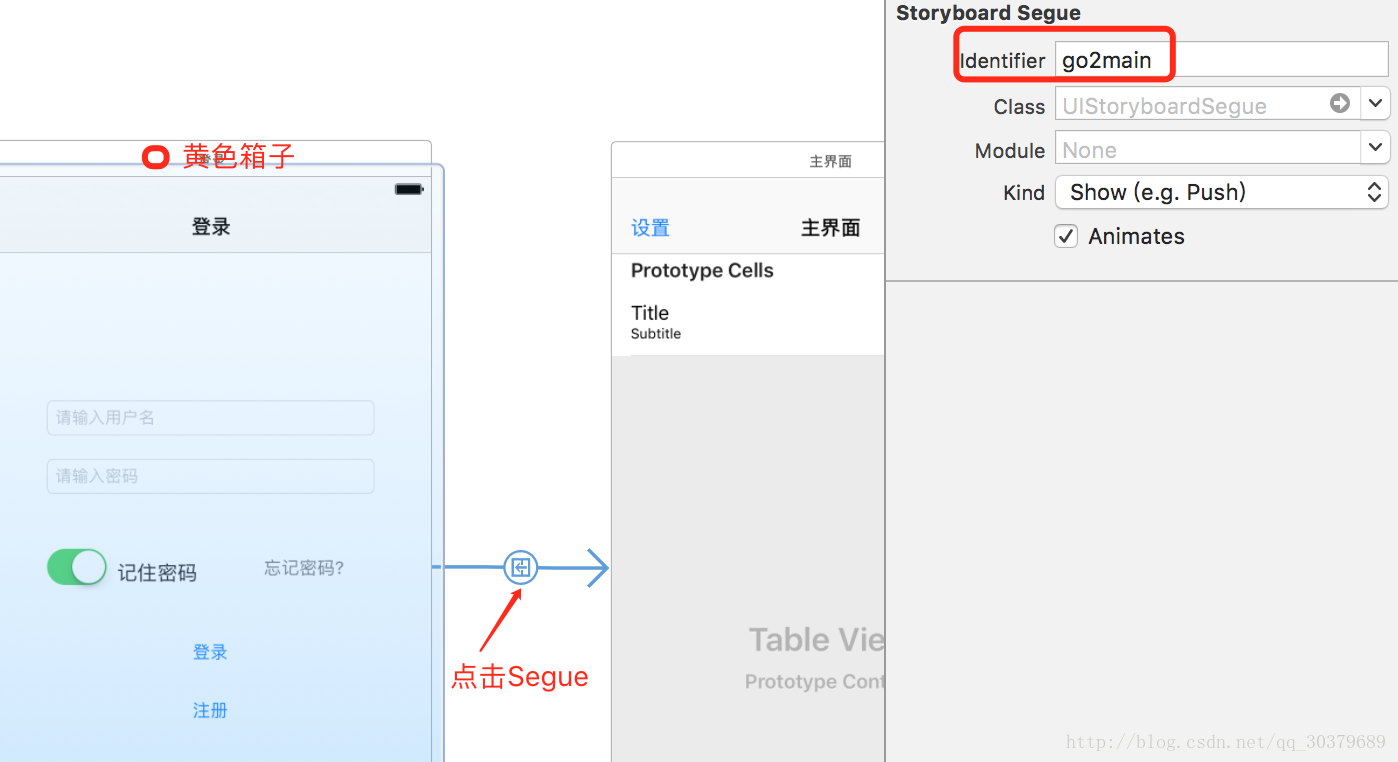 Storyboard Segue
Identifier go2main
Class UIStoryboardSegue
Module None
Kind Show (e.g. Push)
Animates
黄色箱子
登录
登录
请输入用户名
请输入密码
记住密码
忘记密码?
登录
注册
点击Segue
主界面
设置 主界面
Prototype Cells
Title
Subtitle
Table Vie
Prototype Cont
http://blog.csdn.net/qq_30379689